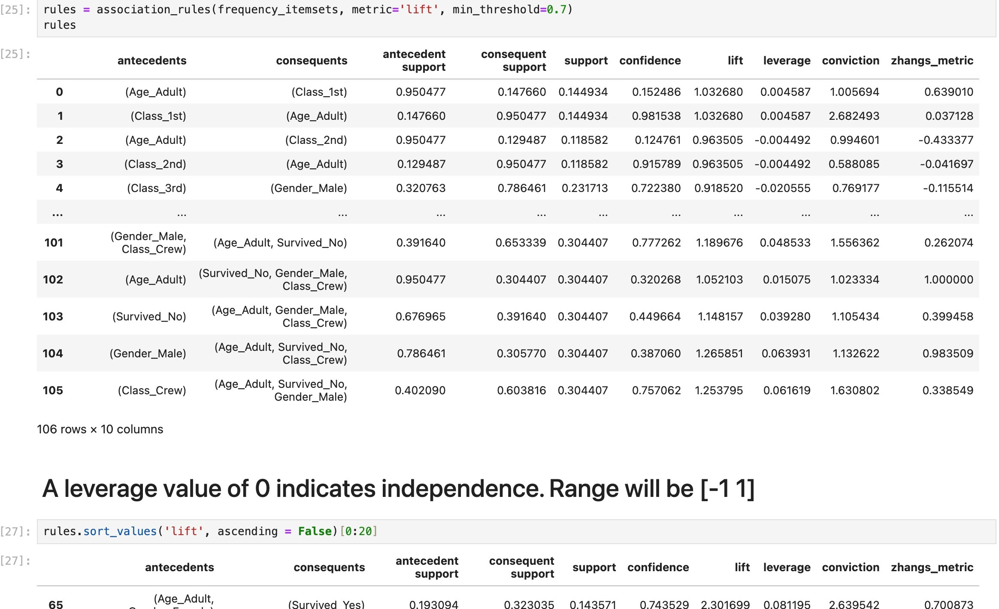 [25]: rules = association_rules(frequency_itemsets, metric='lift', min_threshold=0.7)
rules
[25]:
antecedents consequents antecedent support consequent support support confidence lift leverage conviction zhangs_metric
0 (Age_Adult) (Class_1st) 0.950477 0.147660 0.144934 0.152486 1.032680 0.004587 1.005694 0.639010
1 (Class_1st) (Age_Adult) 0.147660 0.950477 0.144934 0.981538 1.032680 0.004587 2.682493 0.037128
2 (Age_Adult) (Class_2nd) 0.950477 0.129487 0.118582 0.124761 0.963505 -0.004492 0.994601 -0.433377
3 (Class_2nd) (Age_Adult) 0.129487 0.950477 0.118582 0.915789 0.963505 -0.004492 0.588085 -0.041697
4 (Class_3rd) (Gender_Male) 0.320763 0.786461 0.231713 0.722380 0.918520 -0.020555 0.769177 -0.115514
... ... ... ... ... ... ... ... ... ... ...
101 (Gender_Male, Class_Crew) (Age_Adult, Survived_No) 0.391640 0.653339 0.304407 0.777262 1.189676 0.048533 1.556362 0.262074
102 (Age_Adult) (Survived_No, Gender_Male, Class_Crew) 0.950477 0.304407 0.304407 0.320268 1.052103 0.015075 1.023334 1.000000
103 (Survived_No) (Age_Adult, Gender_Male, Class_Crew) 0.676965 0.391640 0.304407 0.449664 1.148157 0.039280 1.105434 0.399458
104 (Gender_Male) (Age_Adult, Survived_No, Class_Crew) 0.786461 0.305770 0.304407 0.387060 1.265851 0.063931 1.132622 0.983509
105 (Class_Crew) (Age_Adult, Survived_No, Gender_Male) 0.402090 0.603816 0.304407 0.757062 1.253795 0.061619 1.630802 0.338549
106 rows × 10 columns
A leverage value of 0 indicates independence. Range will be [-1 1]
[27]: rules.sort_values('lift', ascending = False)[0:20]
[27]:
antecedents consequents antecedent support consequent support support confidence lift leverage conviction zhangs_metric
65 (Age_Adult, (Survived_Yes) 0.193094 0.323035 0.143571 0.743529 2.301699 0.081195 2.639542 0.700873